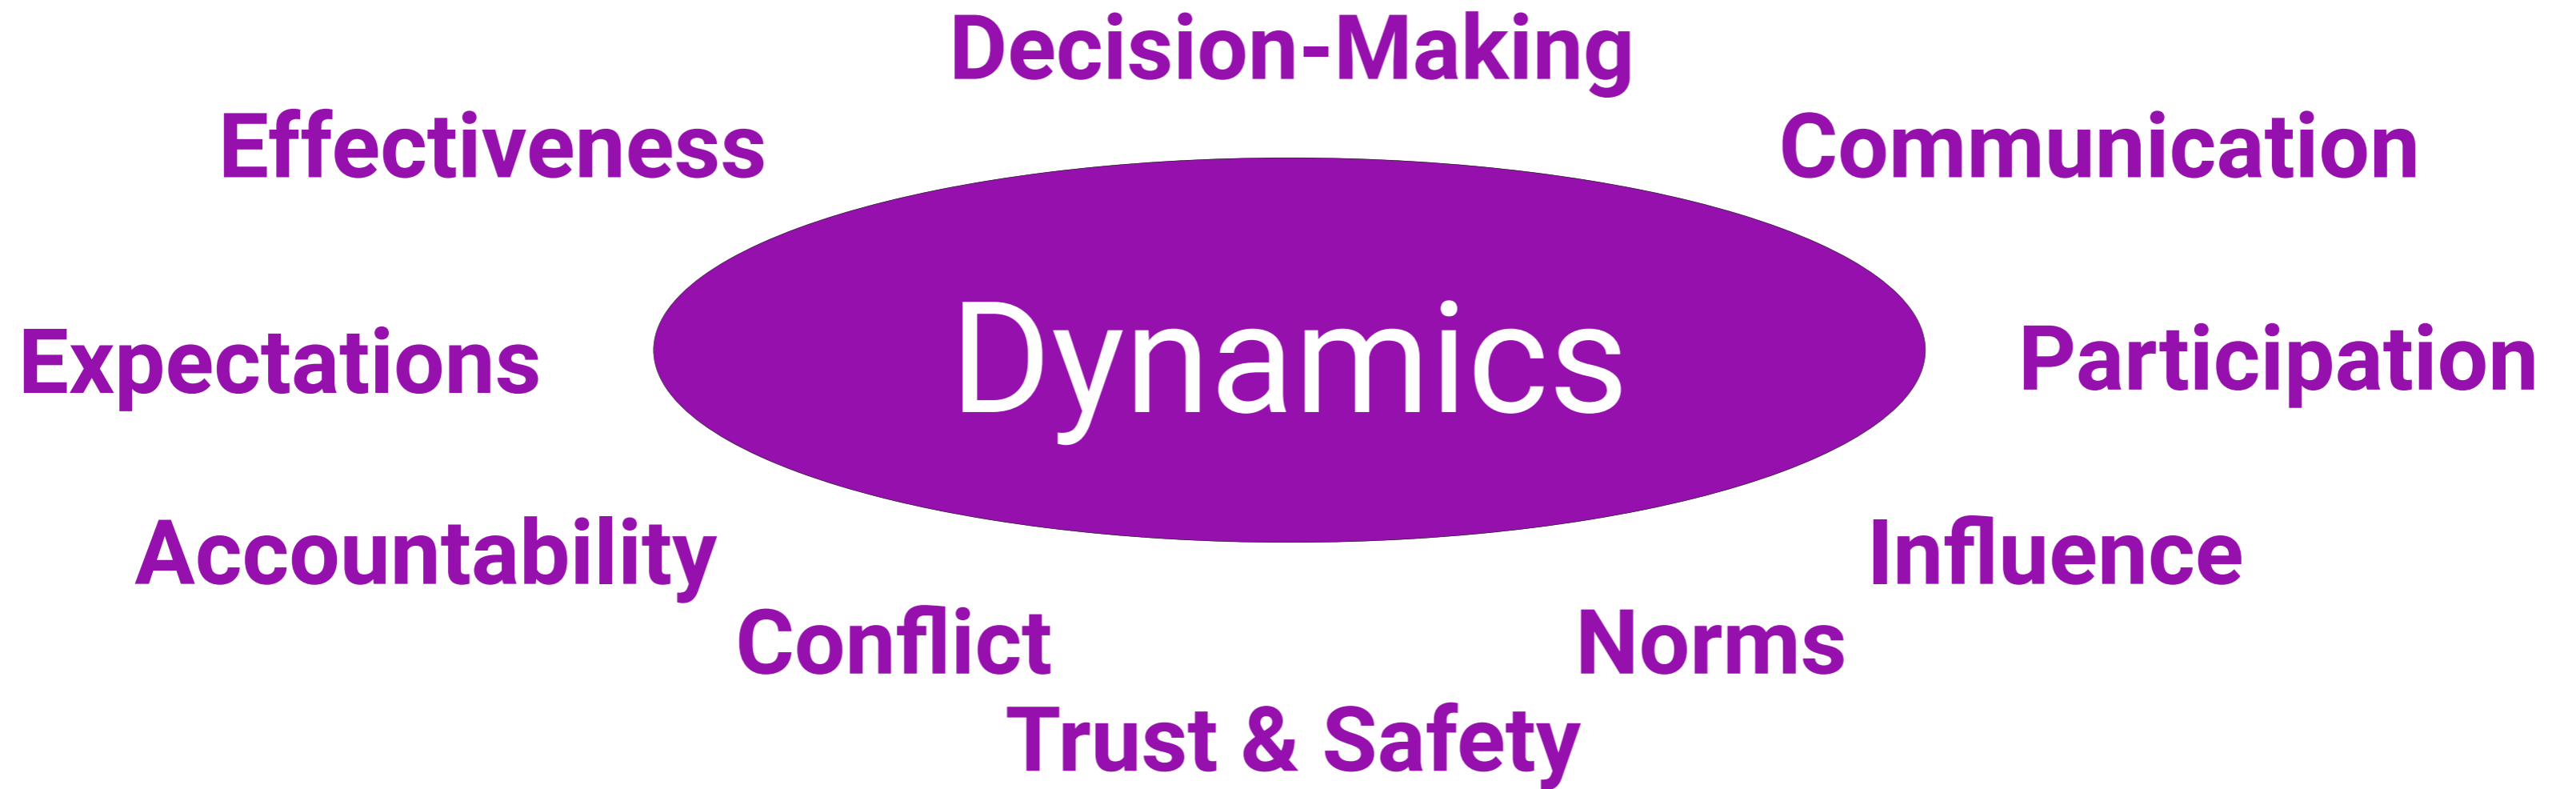 Decision-Making
Effectiveness
Communication
Dynamics
Expectations
Participation
Accountability
Influence
Conflict
Norms
Trust & Safety